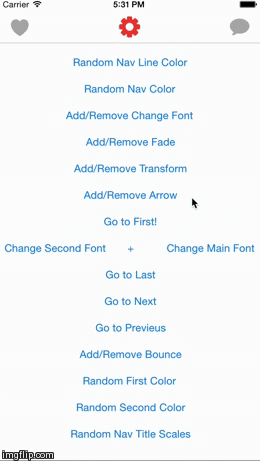 Carrier 5:31 PM
Random Nav Line Color
Random Nav Color
Add/Remove Change Font
Add/Remove Fade
Add/Remove Transform
Add/Remove Arrow
Go to First!
Change Second Font + Change Main Font
Go to Last
Go to Next
Go to Previeus
Add/Remove Bounce
Random First Color
Random Second Color
Random Nav Title Scales
imgflip.com